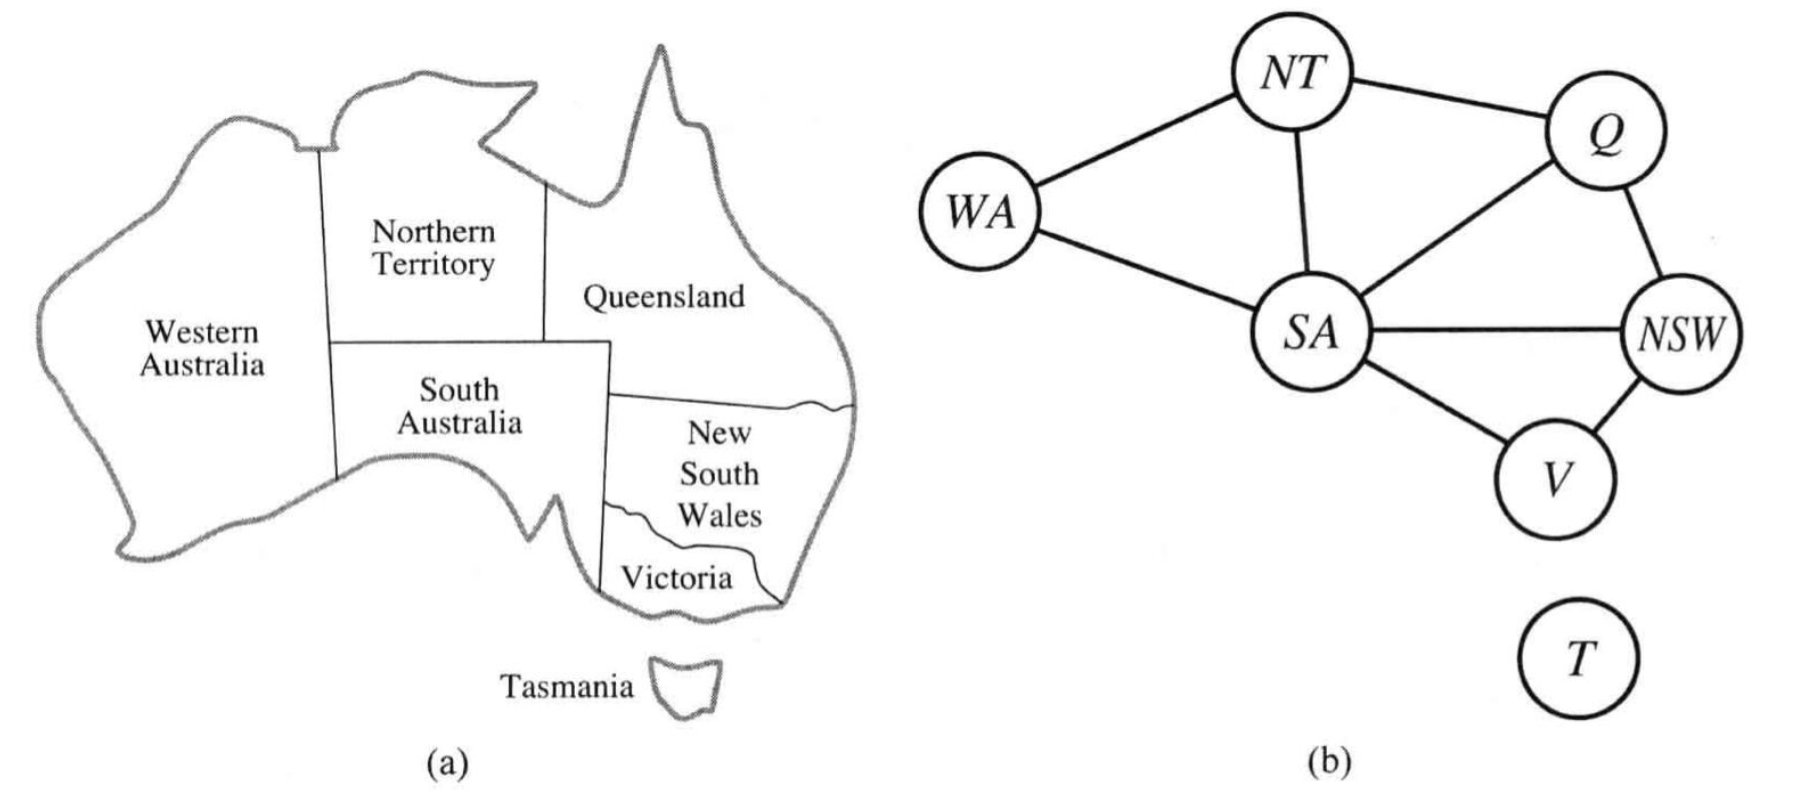 Northern
Territory
Queensland
Western
Australia
South
Australia
New
South
Wales
Victoria
Tasmania
(a)
NT
Q
WA
SA
NSW
V
T
(b)